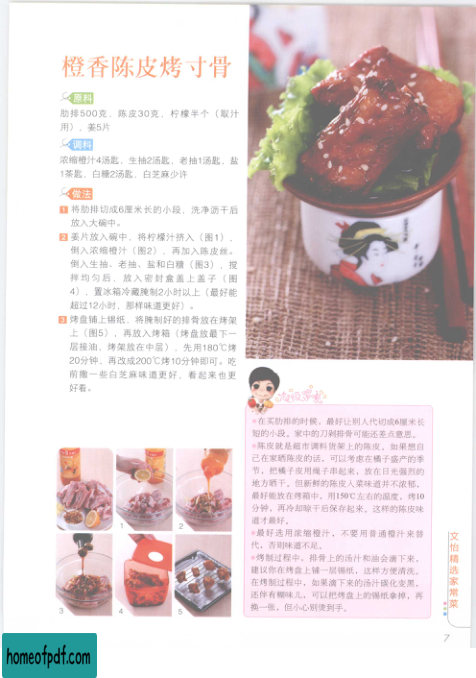 橙香陈皮烤寸骨
原料
肋排500克、陈皮30克、柠檬半个（取汁
用）、姜5片
调料
浓缩橙汁4汤匙、生抽2汤匙、老抽1汤匙、盐
1茶匙、白糖2汤匙、白芝麻少许
做法
1 将肋排切成6厘米长的小段，洗净沥干后
放入大碗中。
2 姜片放入碗中，将柠檬汁挤入（图1），
倒入浓缩橙汁（图2），再加入陈皮丝。
倒入生抽、老抽、盐和白糖（图3），搅
拌均匀后，放入密封盒盖上盖子（图
4），置冰箱冷藏腌制2小时以上（最好能
超过12小时，那样味道更好）。
3 烤盘铺上锡纸，将腌制好的排骨放在烤架
上（图5），再放入烤箱（烤盘放最下一
层接油，烤架放在中层），先用180℃烤
20分钟，再改成200℃烤10分钟即可。吃
前撒一些白芝麻味道更好，看起来也更
好看。
在买肋排的时候，最好让别人代切成6厘米长
短的小段。家中的刀剁排骨可能还差点意思。
陈皮就是超市调料货架上的陈皮，如果想自
己在家晒陈皮的话，可以考虑在橘子盛产的季
节，把橘子皮用绳子串起来，放在日光强烈的
地方晒干。但新鲜的陈皮入菜味道并不浓郁。
最好能放在烤箱中，用150℃左右的温度，烤10
分钟，再冷却晾干后保存起来，这样的陈皮味
道才最好。
最好选用浓缩橙汁，不要用普通橙汁来替
代，否则味道不足。
烤制过程中，排骨上的汤汁和油会滴下来，
建议你在烤盘上铺一层锡纸，这样方便清洗。
在烤制过程中，如果滴下来的汤汁碳化变黑，
还伴有糊味儿，可以把烤盘上的锡纸拿掉，再
换一张，但小心别烫到手。
1
2
3
4
5
文怡精选家常菜
7
homeofpdf.com